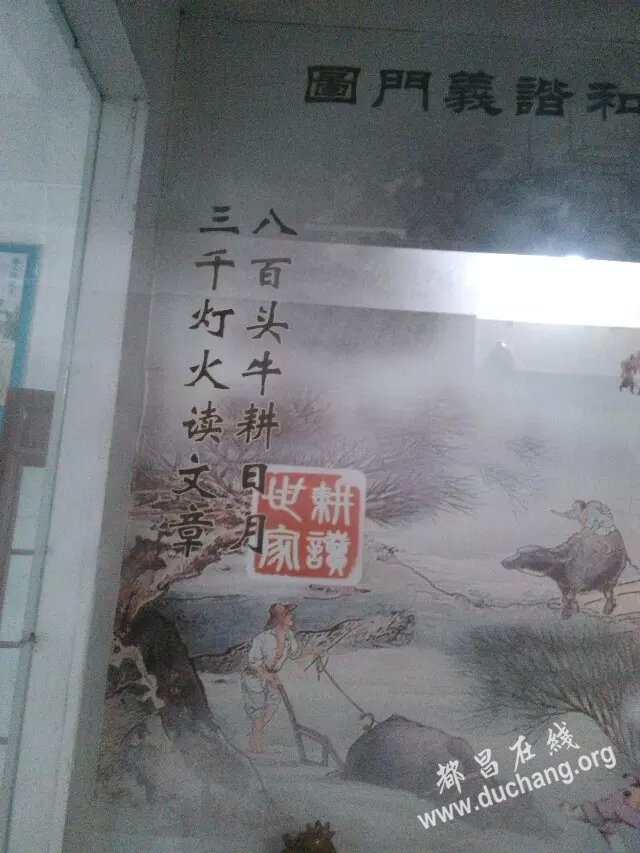 和諧義門圖
八百头牛耕日月
三千灯火读文章
耕讀
世家
都昌在线
www.duchang.org